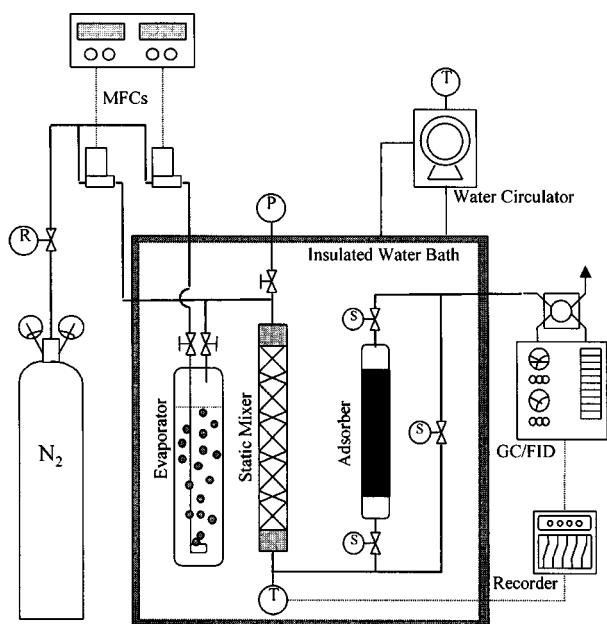 T
MFCs
P
Water Circulator
R
Insulated Water Bath
S
N2
Evaporator
Static Mixer
Adsorber
S
GC/FID
S
T
Recorder